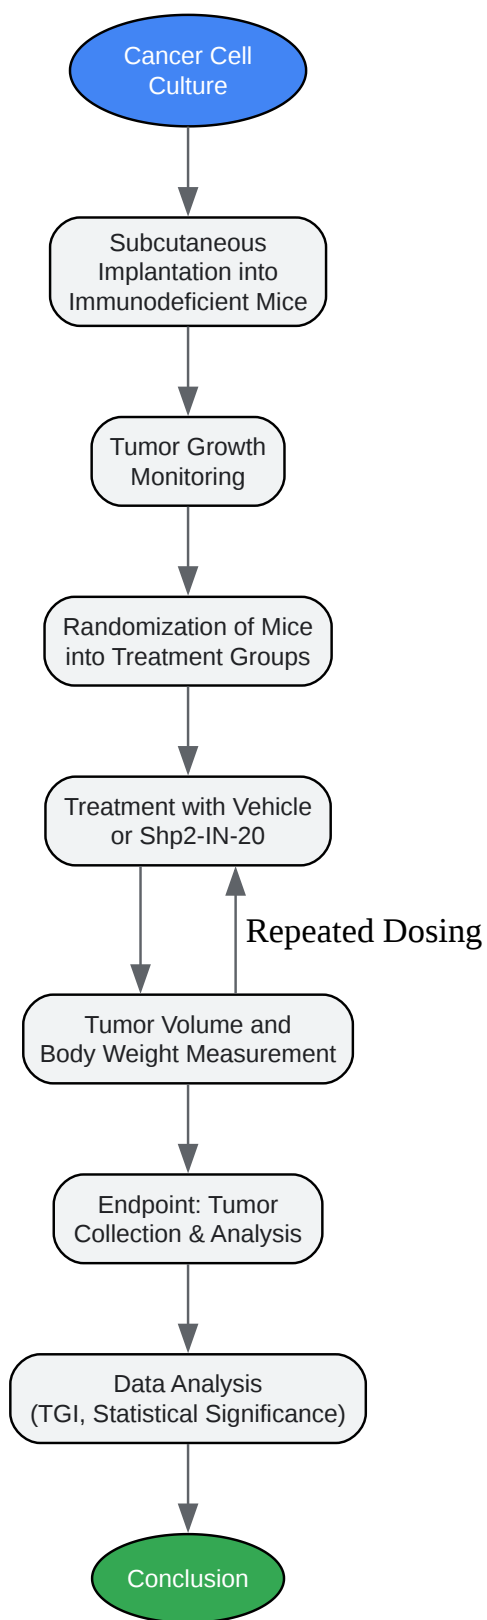 Cancer Cell
Culture
Subcutaneous
Implantation into
Immunodeficient Mice
Tumor Growth
Monitoring
Randomization of Mice
into Treatment Groups
Treatment with Vehicle
or Shp2-IN-20
Repeated Dosing
Tumor Volume and
Body Weight Measurement
Endpoint: Tumor
Collection & Analysis
Data Analysis
(TGI, Statistical Significance)
Conclusion